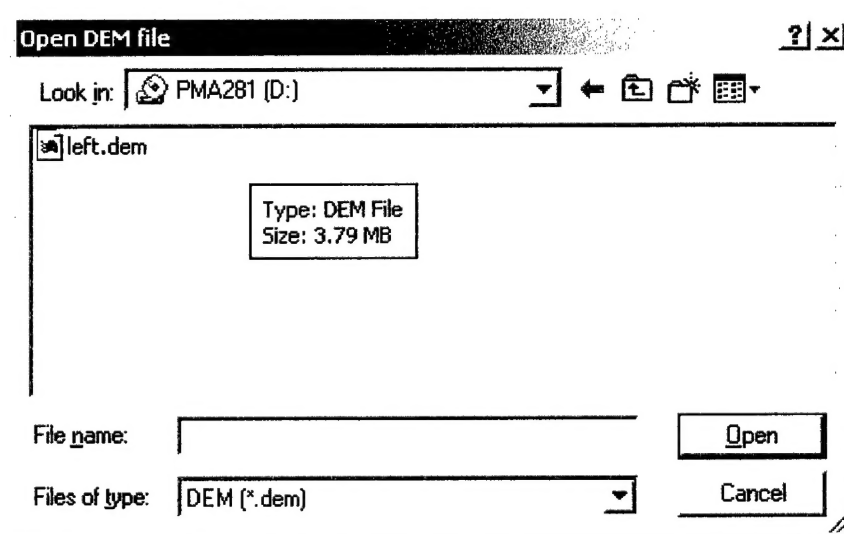 Open DEM file ? ×
Look in: PMA281 (D:)
left.dem
Type: DEM File
Size: 3.79 MB
File name: Open
Files of type: DEM (*.dem) Cancel